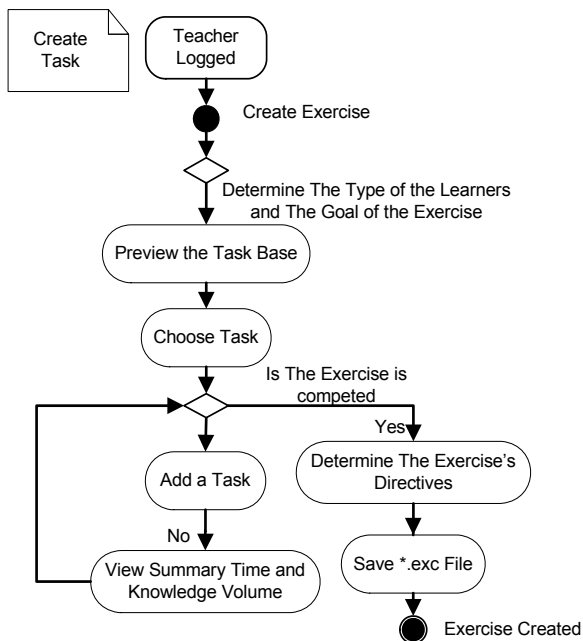 Create
Task
Teacher
Logged
Create Exercise
Determine The Type of the Learners
and The Goal of the Exercise
Preview the Task Base
Choose Task
Is The Exercise is
competed
Yes
Add a Task
Determine The Exercise's
Directives
No
View Summary Time and
Knowledge Volume
Save *.exc File
Exercise Created